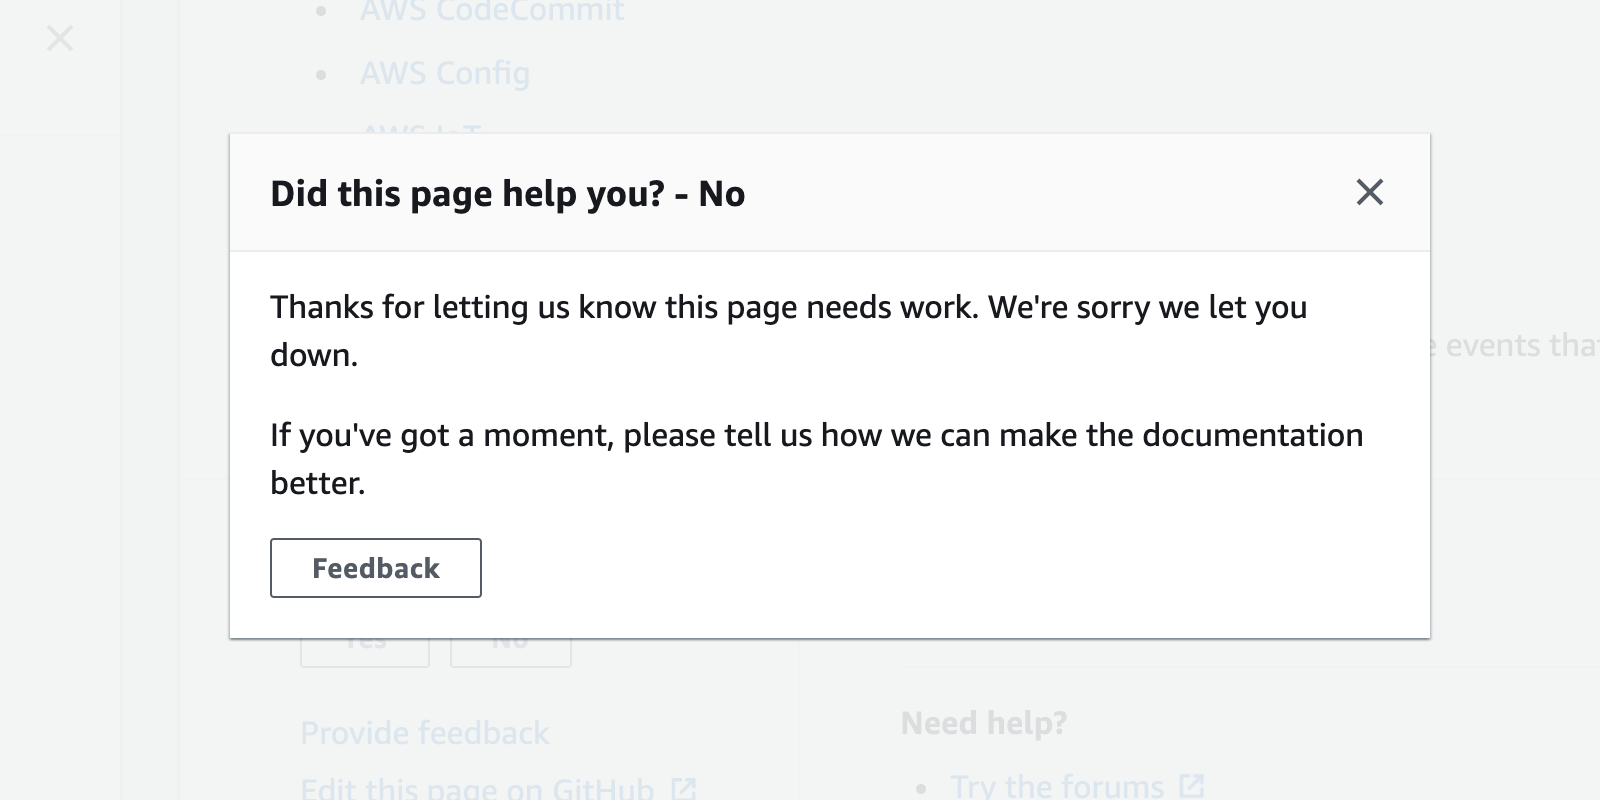 AWS CodeCommit
AWS Config
AWS IoT
Did this page help you? - No
Thanks for letting us know this page needs work. We're sorry we let you
down.
If you've got a moment, please tell us how we can make the documentation
better.
events that
Feedback
Yes No
Provide feedback
Edit this page on GitHub
Need help?
Try the forums